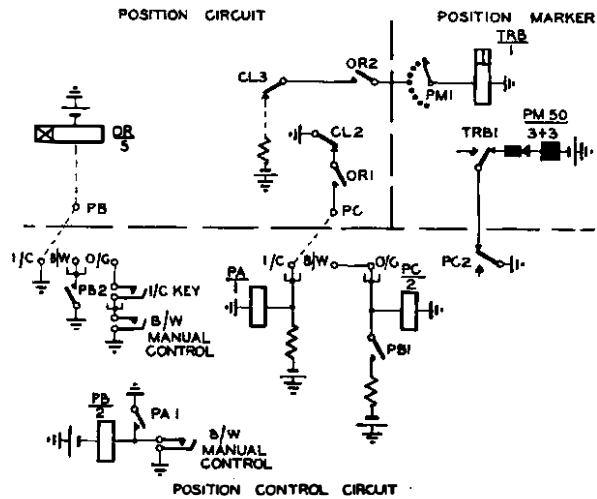 POSITION CIRCUIT
POSITION MARKER
TRB
1
OR2
CL3
PM1
OR
5
CL2
PM 50
3+3
TRB1
OR1
PB
PC
I/C B/W O/G
I/C B/W O/G
PC2
PA
1
PC
2
PB2
I/C KEY
B/W
MANUAL
CONTROL
PB1
PB
2
PA 1
B/W
MANUAL
CONTROL
POSITION CONTROL CIRCUIT